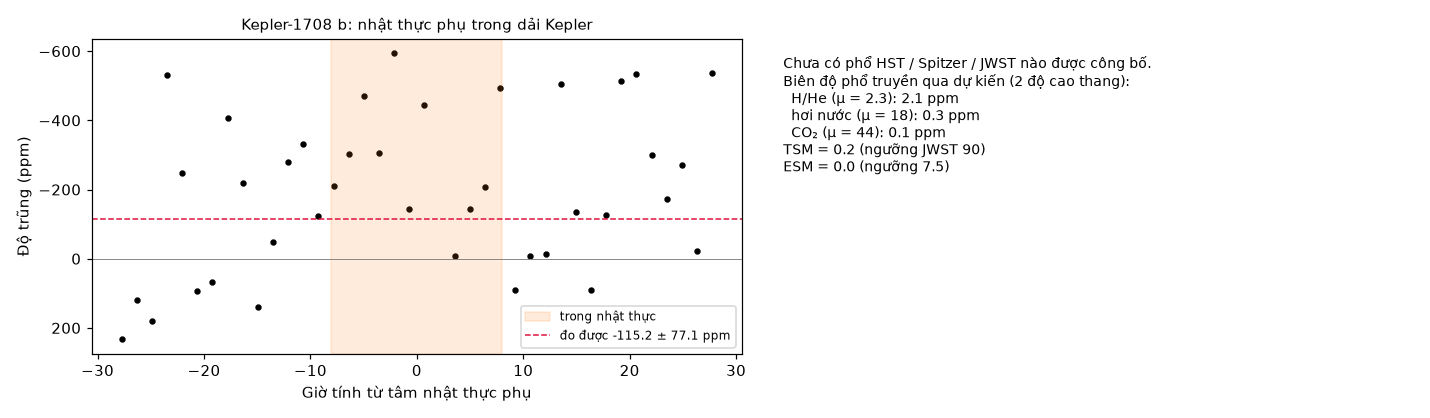 Kepler-1708 b: nhật thực phụ trong dải Kepler
Độ trũng (ppm)
−600
−400
−200
0
200
trong nhật thực
đo được -115.2 ± 77.1 ppm
−30
−20
−10
0
10
20
30
Giờ tính từ tâm nhật thực phụ
Chưa có phổ HST / Spitzer / JWST nào được công bố.
Biên độ phổ truyền qua dự kiến (2 độ cao thang):
H/He (μ = 2.3): 2.1 ppm
hơi nước (μ = 18): 0.3 ppm
CO₂ (μ = 44): 0.1 ppm
TSM = 0.2 (ngưỡng JWST 90)
ESM = 0.0 (ngưỡng 7.5)